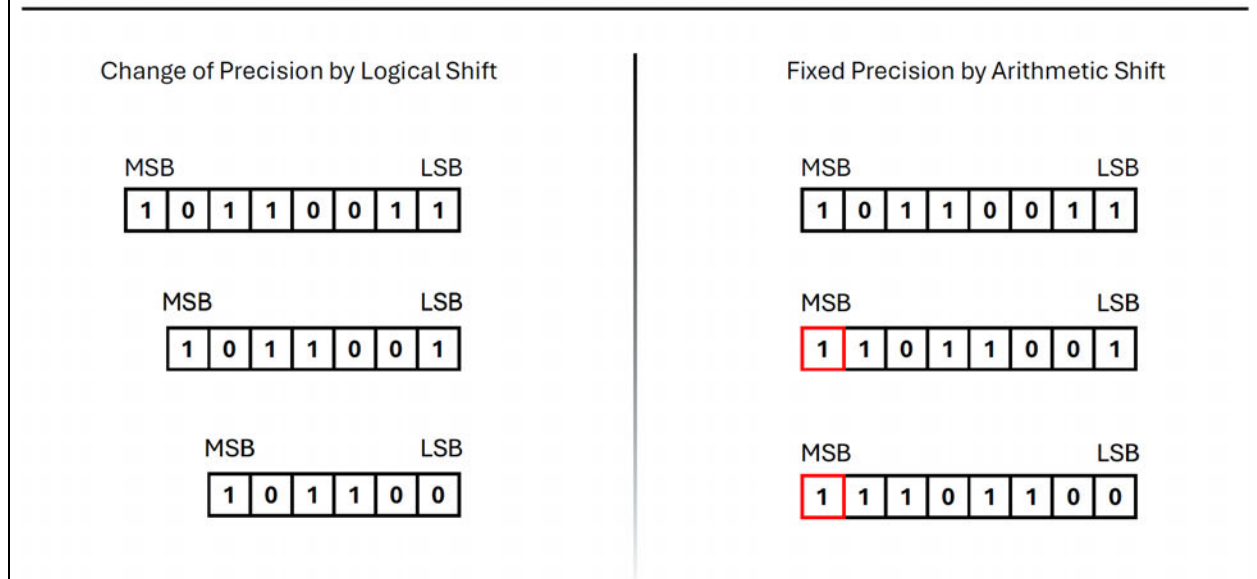 Change of Precision by Logical Shift
MSB LSB
1 0 1 1 0 0 1 1
MSB LSB
1 0 1 1 0 0 1
MSB LSB
1 0 1 1 0 0
Fixed Precision by Arithmetic Shift
MSB LSB
1 0 1 1 0 0 1 1
MSB LSB
1 1 0 1 1 0 0 1
MSB LSB
1 1 1 0 1 1 0 0